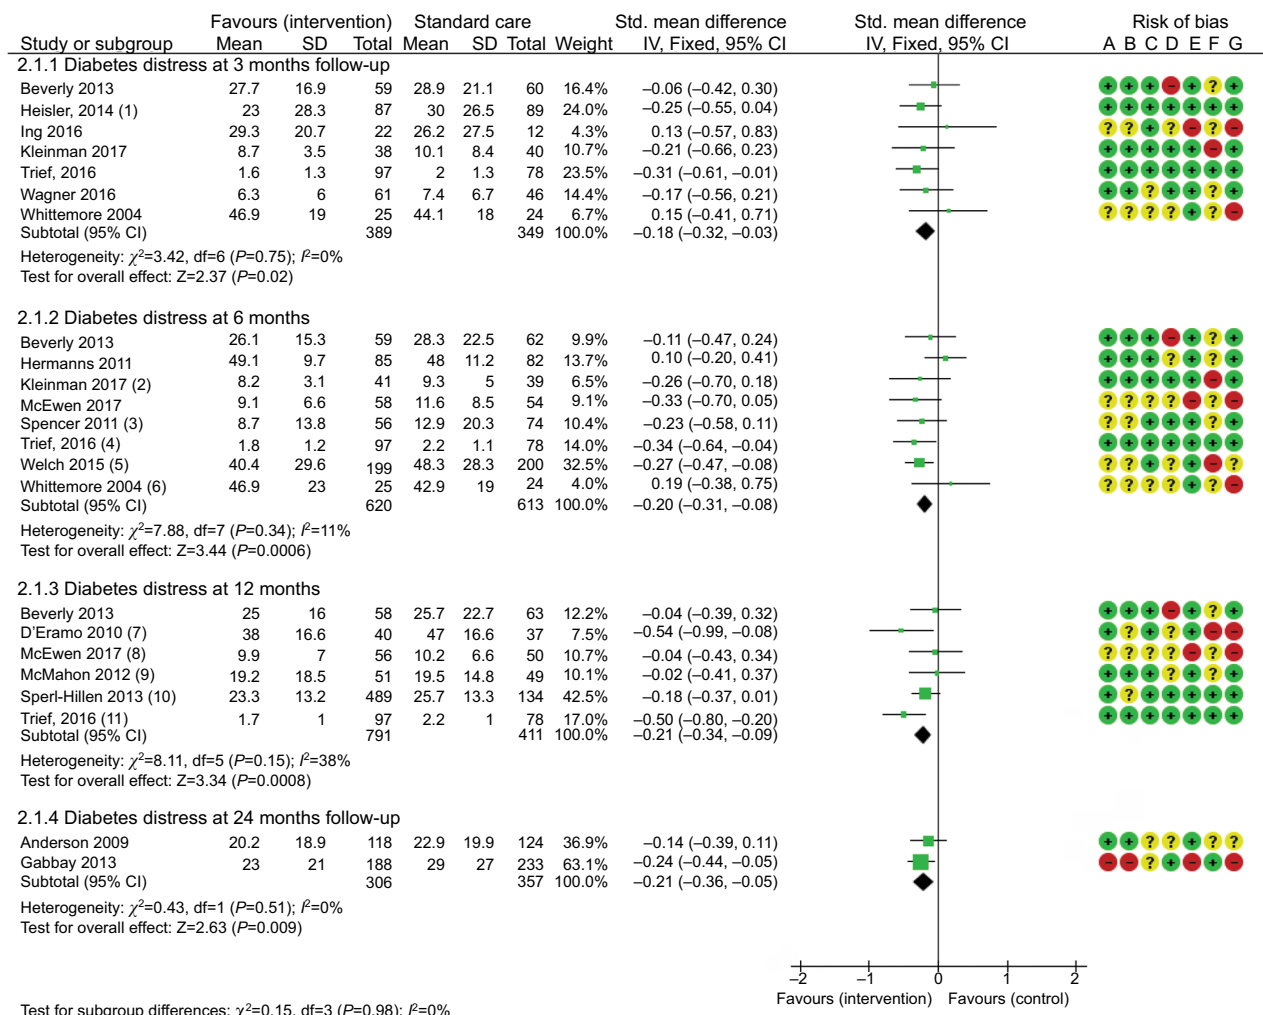 Favours (intervention) Standard care Std. mean difference Std. mean difference Risk of bias
Study or subgroup Mean SD Total Mean SD Total Weight IV, Fixed, 95% CI IV, Fixed, 95% CI A B C D E F G
2.1.1 Diabetes distress at 3 months follow-up
Beverly 2013 27.7 16.9 59 28.9 21.1 60 16.4% −0.06 (−0.42, 0.30) + + + − + ? +
Heisler, 2014 (1) 23 28.3 87 30 26.5 89 24.0% −0.25 (−0.55, 0.04) + + + + + + +
Ing 2016 29.3 20.7 22 26.2 27.5 12 4.3% 0.13 (−0.57, 0.83) ? ? + ? − ? −
Kleinman 2017 8.7 3.5 38 10.1 8.4 40 10.7% −0.21 (−0.66, 0.23) + + + + + − +
Trief, 2016 1.6 1.3 97 2 1.3 78 23.5% −0.31 (−0.61, −0.01) + + + + + + +
Wagner 2016 6.3 6 61 7.4 6.7 46 14.4% −0.17 (−0.56, 0.21) + + ? + + ? +
Whittemore 2004 46.9 19 25 44.1 18 24 6.7% 0.15 (−0.41, 0.71) ? ? ? ? + ? −
Subtotal (95% CI) 389 349 100.0% −0.18 (−0.32, −0.03)
Heterogeneity: χ²=3.42, df=6 (P=0.75); I²=0%
Test for overall effect: Z=2.37 (P=0.02)
2.1.2 Diabetes distress at 6 months
Beverly 2013 26.1 15.3 59 28.3 22.5 62 9.9% −0.11 (−0.47, 0.24) + + + − + ? +
Hermanns 2011 49.1 9.7 85 48 11.2 82 13.7% 0.10 (−0.20, 0.41) + + + ? + ? +
Kleinman 2017 (2) 8.2 3.1 41 9.3 5 39 6.5% −0.26 (−0.70, 0.18) + + + + + − +
McEwen 2017 9.1 6.6 58 11.6 8.5 54 9.1% −0.33 (−0.70, 0.05) ? ? ? ? − ? −
Spencer 2011 (3) 8.7 13.8 56 12.9 20.3 74 10.4% −0.23 (−0.58, 0.11) ? ? + + + ? +
Trief, 2016 (4) 1.8 1.2 97 2.2 1.1 78 14.0% −0.34 (−0.64, −0.04) + + + + + + +
Welch 2015 (5) 40.4 29.6 199 48.3 28.3 200 32.5% −0.27 (−0.47, −0.08) ? ? + ? + − ?
Whittemore 2004 (6) 46.9 23 25 42.9 19 24 4.0% 0.19 (−0.38, 0.75) ? ? ? ? + ? −
Subtotal (95% CI) 620 613 100.0% −0.20 (−0.31, −0.08)
Heterogeneity: χ²=7.88, df=7 (P=0.34); I²=11%
Test for overall effect: Z=3.44 (P=0.0006)
2.1.3 Diabetes distress at 12 months
Beverly 2013 25 16 58 25.7 22.7 63 12.2% −0.04 (−0.39, 0.32) + + + − + ? +
D'Eramo 2010 (7) 38 16.6 40 47 16.6 37 7.5% −0.54 (−0.99, −0.08) + ? + ? + − −
McEwen 2017 (8) 9.9 7 56 10.2 6.6 50 10.7% −0.04 (−0.43, 0.34) ? ? ? ? − ? −
McMahon 2012 (9) 19.2 18.5 51 19.5 14.8 49 10.1% −0.02 (−0.41, 0.37) + + + ? + ? +
Sperl-Hillen 2013 (10) 23.3 13.2 489 25.7 13.3 134 42.5% −0.18 (−0.37, 0.01) + ? + + + + +
Trief, 2016 (11) 1.7 1 97 2.2 1 78 17.0% −0.50 (−0.80, −0.20) + + + + + + +
Subtotal (95% CI) 791 411 100.0% −0.21 (−0.34, −0.09)
Heterogeneity: χ²=8.11, df=5 (P=0.15); I²=38%
Test for overall effect: Z=3.34 (P=0.0008)
2.1.4 Diabetes distress at 24 months follow-up
Anderson 2009 20.2 18.9 118 22.9 19.9 124 36.9% −0.14 (−0.39, 0.11) + + ? ? + ? ?
Gabbay 2013 23 21 188 29 27 233 63.1% −0.24 (−0.44, −0.05) − − ? + − + −
Subtotal (95% CI) 306 357 100.0% −0.21 (−0.36, −0.05)
Heterogeneity: χ²=0.43, df=1 (P=0.51); I²=0%
Test for overall effect: Z=2.63 (P=0.009)
−2 −1 0 1 2
Favours (intervention) Favours (control)
Test for subgroup differences: χ²=0.15, df=3 (P=0.98); I²=0%